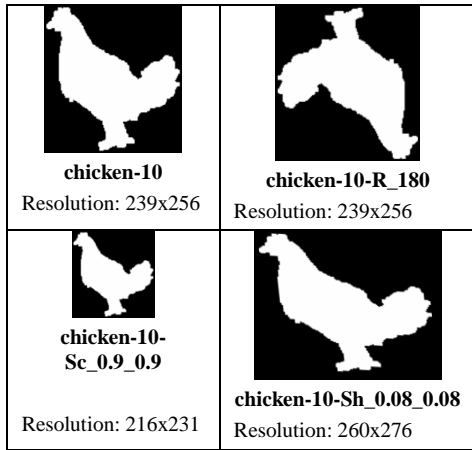 chicken-10
Resolution: 239x256
chicken-10-R_180
Resolution: 239x256
chicken-10-
Sc_0.9_0.9
Resolution: 216x231
chicken-10-Sh_0.08_0.08
Resolution: 260x276